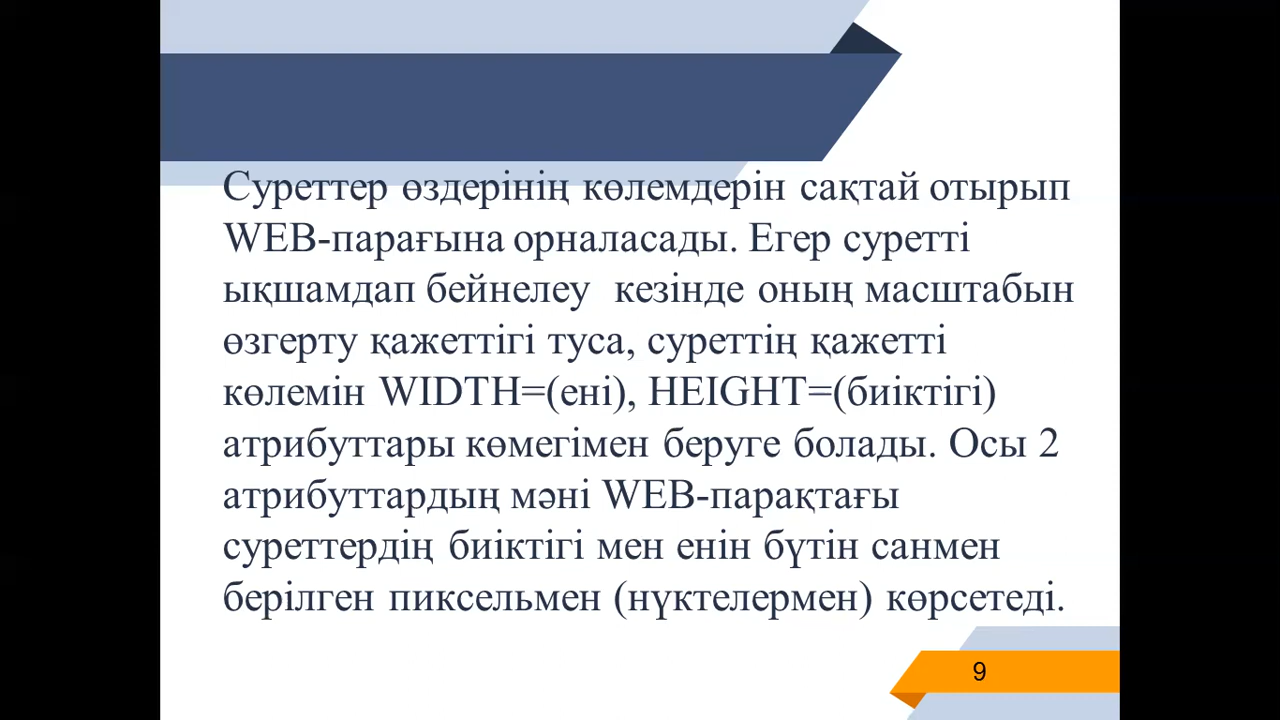 Суреттер өздерінің көлемдерін сақтай отырып
WEB-парағына орналасады. Егер суретті
ықшамдап бейнелеу  кезінде оның масштабын
өзгерту қажеттігі туса, суреттің қажетті
көлемін WIDTH=(ені), HEIGHT=(биіктігі)
атрибуттары көмегімен беруге болады. Осы 2
атрибуттардың мәні WEB-парақтағы
суреттердің биіктігі мен енін бүтін санмен
берілген пиксельмен (нүктелермен) көрсетеді.
9